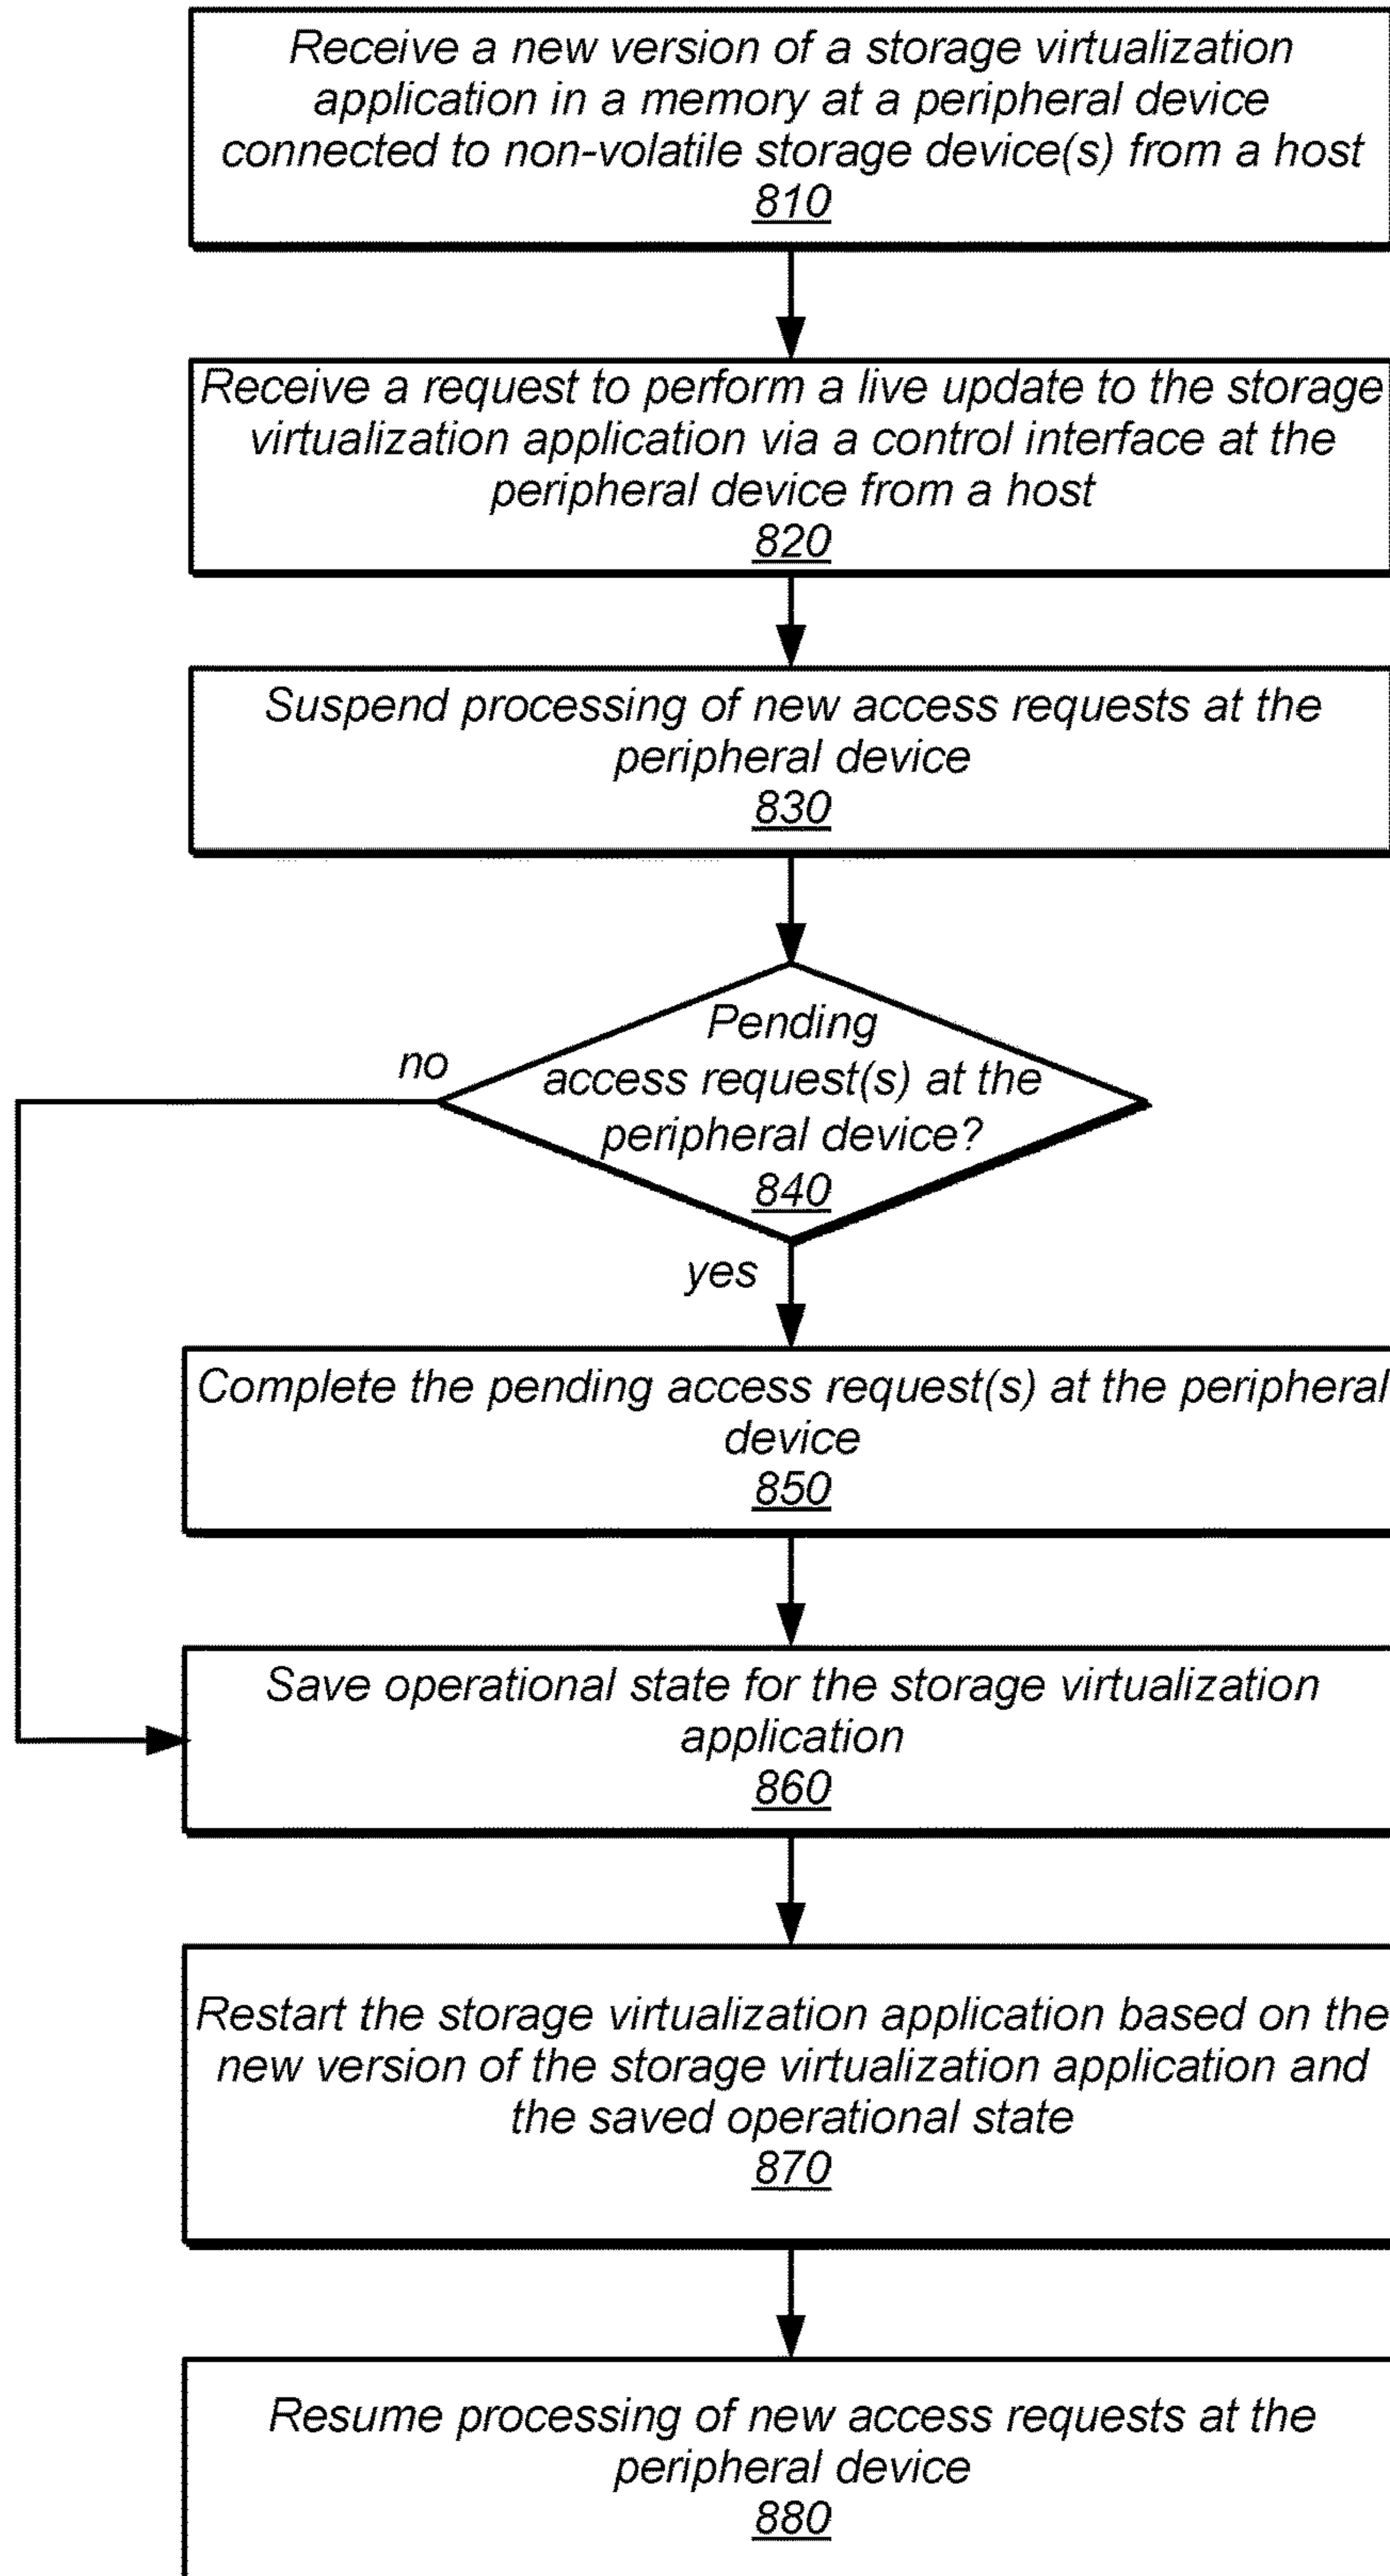 Receive a new version of a storage virtualization
application in a memory at a peripheral device
connected to non-volatile storage device(s) from a host
810
Receive a request to perform a live update to the storage
virtualization application via a control interface at the
peripheral device from a host
820
Suspend processing of new access requests at the
peripheral device
830
Pending
access request(s) at the
peripheral device?
840
no
yes
Complete the pending access request(s) at the peripheral
device
850
Save operational state for the storage virtualization
application
860
Restart the storage virtualization application based on the
new version of the storage virtualization application and
the saved operational state
870
Resume processing of new access requests at the
peripheral device
880